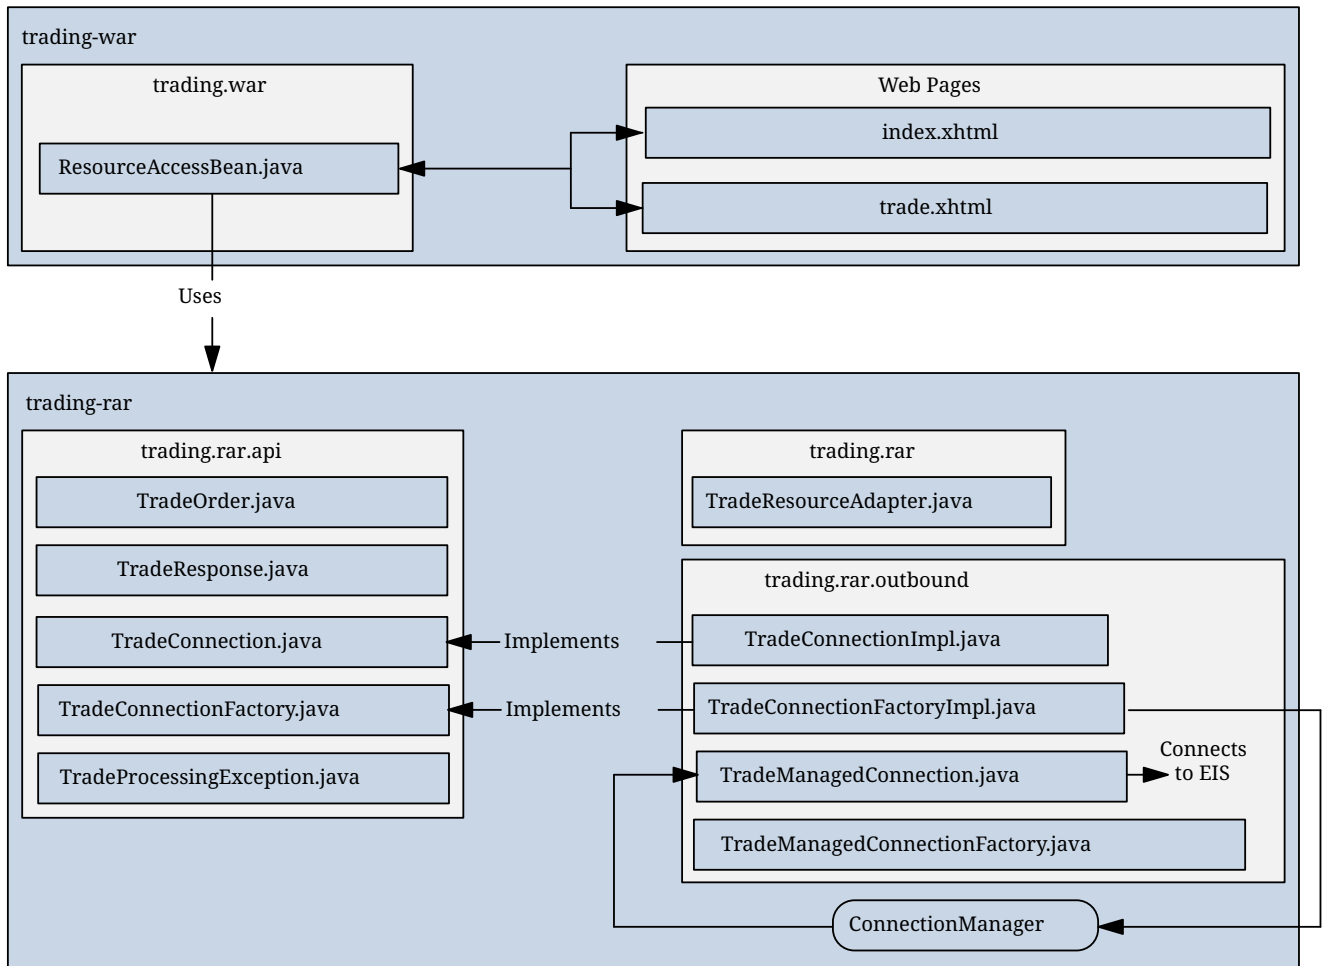 trading-war
trading.war
ResourceAccessBean.java
Web Pages
index.xhtml
trade.xhtml
Uses
trading-rar
trading.rar.api
TradeOrder.java
TradeResponse.java
TradeConnection.java
TradeConnectionFactory.java
TradeProcessingException.java
Implements
Implements
trading.rar
TradeResourceAdapter.java
trading.rar.outbound
TradeConnectionImpl.java
TradeConnectionFactoryImpl.java
TradeManagedConnection.java
Connects
to EIS
TradeManagedConnectionFactory.java
ConnectionManager